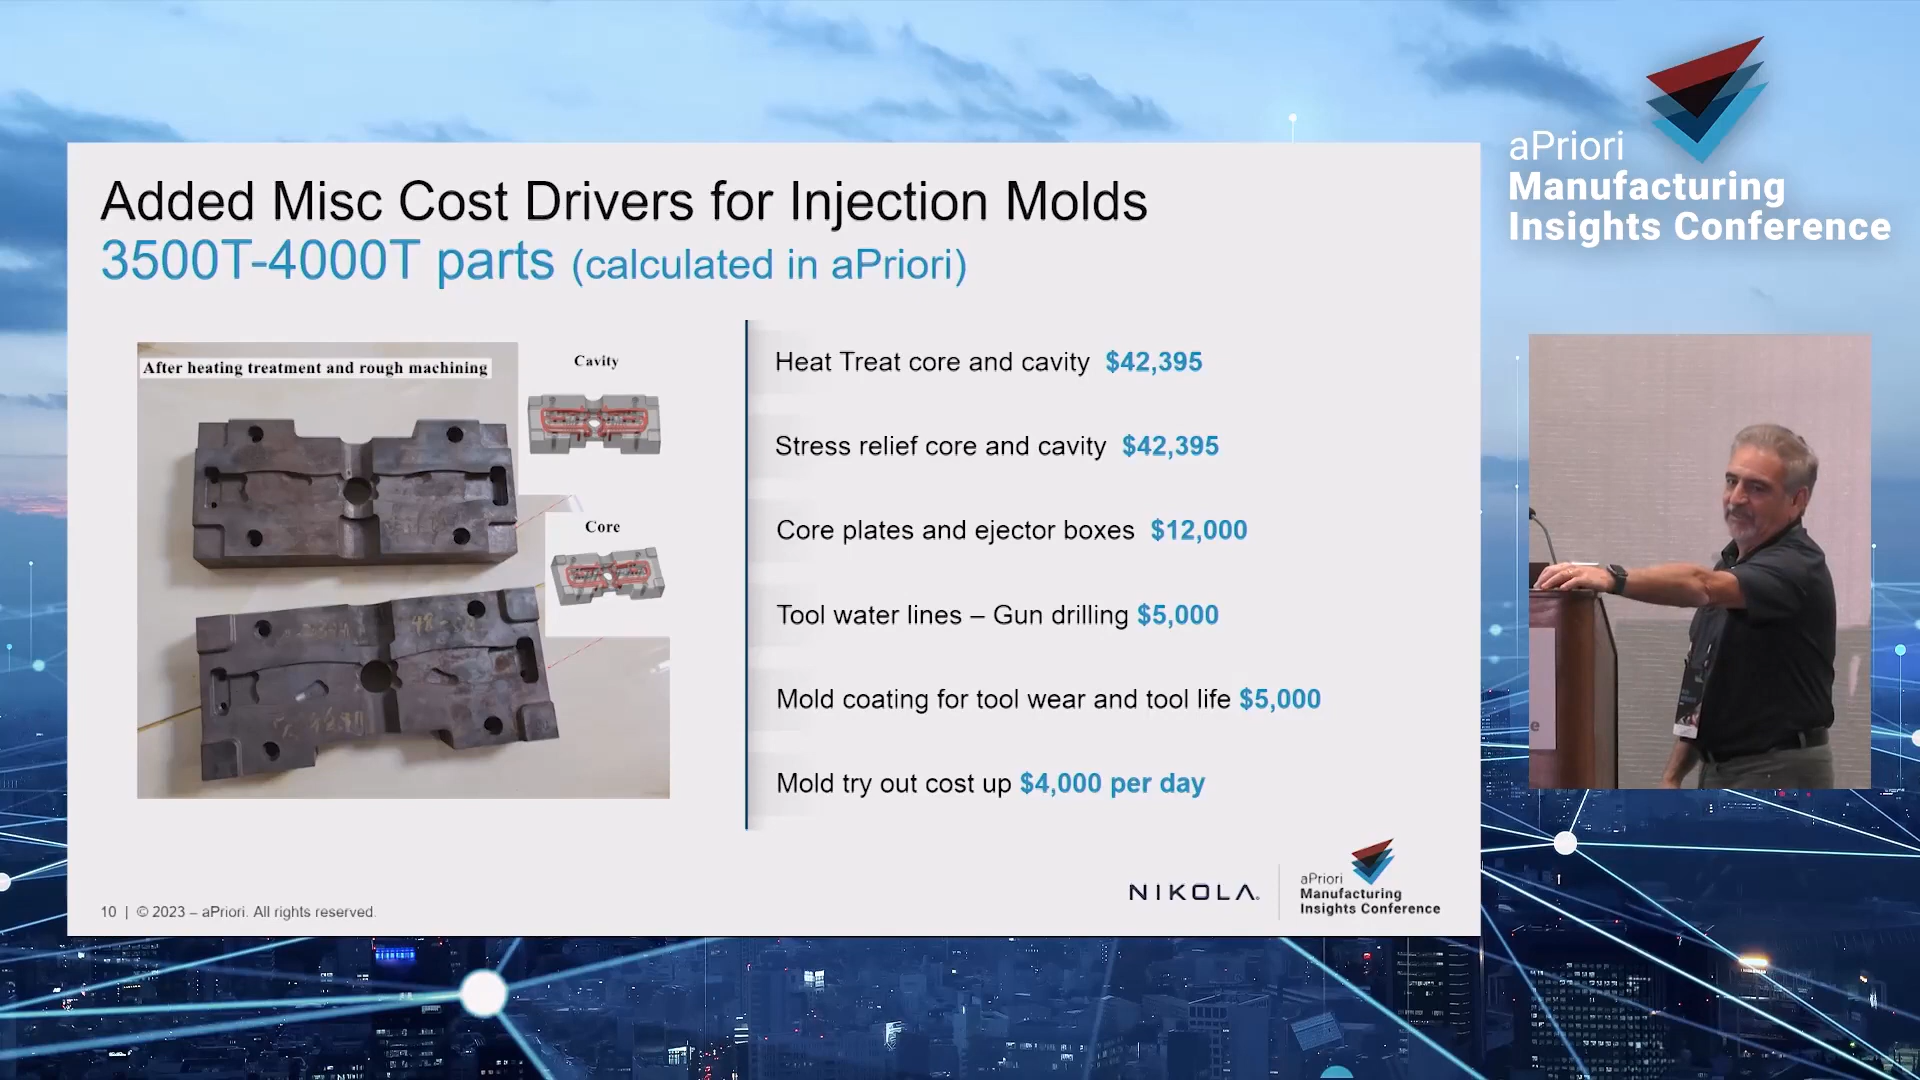 Added Misc Cost Drivers for Injection Molds
3500T-4000T parts (calculated in aPriori)
After heating treatment and rough machining
Cavity
Core
Heat Treat core and cavity $42,395
Stress relief core and cavity $42,395
Core plates and ejector boxes $12,000
Tool water lines – Gun drilling $5,000
Mold coating for tool wear and tool life $5,000
Mold try out cost up $4,000 per day
10 | © 2023 – aPriori. All rights reserved.
NIKOLA
aPriori
Manufacturing
Insights Conference
aPriori
Manufacturing
Insights Conference